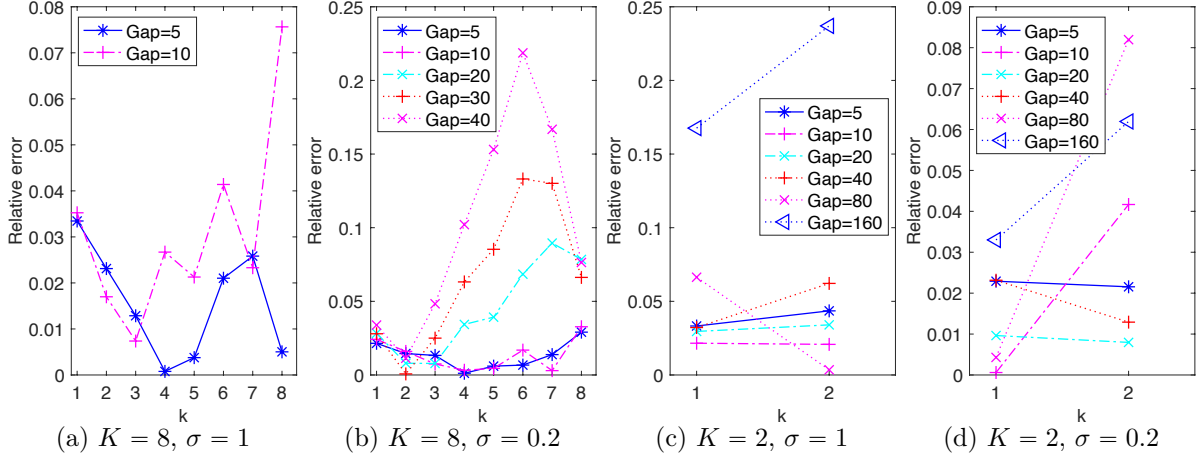 0.08
0.07
0.06
0.05
0.04
0.03
0.02
0.01
0
Relative error
1 2 3 4 5 6 7 8
k
Gap=5
Gap=10
(a) K = 8, σ = 1
0.25
0.2
0.15
0.1
0.05
0
Relative error
1 2 3 4 5 6 7 8
k
Gap=5
Gap=10
Gap=20
Gap=30
Gap=40
(b) K = 8, σ = 0.2
0.25
0.2
0.15
0.1
0.05
0
Relative error
1 2
k
Gap=5
Gap=10
Gap=20
Gap=40
Gap=80
Gap=160
(c) K = 2, σ = 1
0.09
0.08
0.07
0.06
0.05
0.04
0.03
0.02
0.01
0
Relative error
1 2
k
Gap=5
Gap=10
Gap=20
Gap=40
Gap=80
Gap=160
(d) K = 2, σ = 0.2